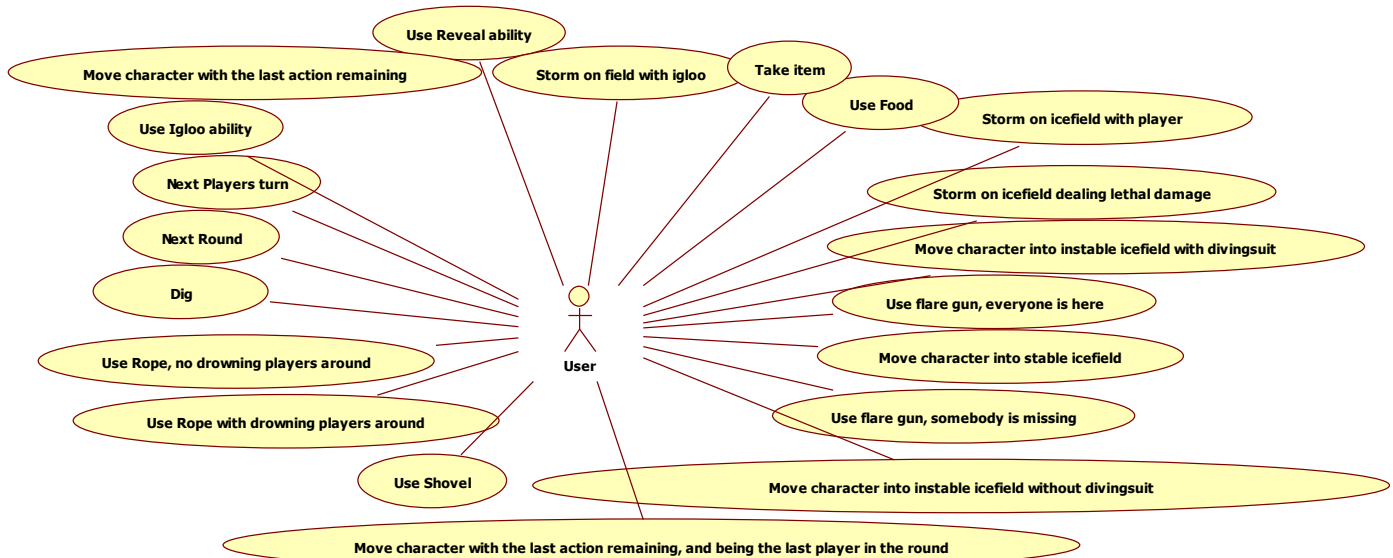 Use Reveal ability
Move character with the last action remaining
Storm on field with igloo
Take item
Use Food
Storm on icefield with player
Use Igloo ability
Next Players turn
Storm on icefield dealing lethal damage
Next Round
Move character into instable icefield with divingsuit
Dig
Use flare gun, everyone is here
Use Rope, no drowning players around
User
Move character into stable icefield
Use Rope with drowning players around
Use flare gun, somebody is missing
Use Shovel
Move character into instable icefield without divingsuit
Move character with the last action remaining, and being the last player in the round